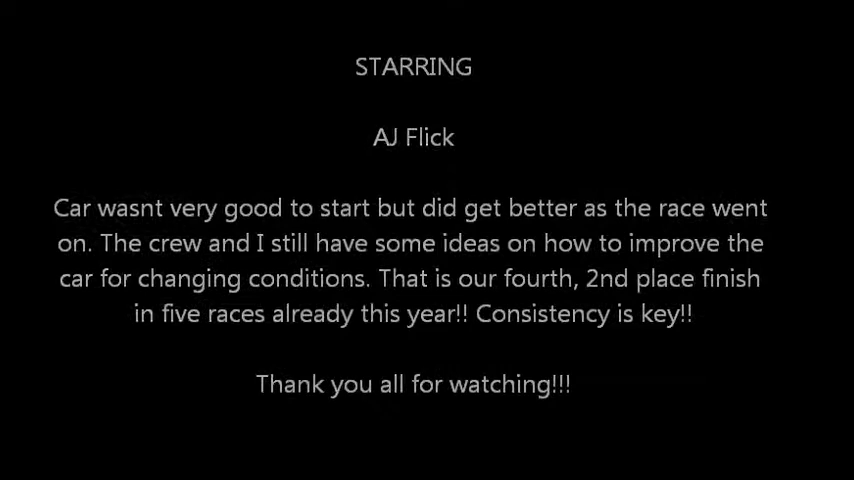 STARRING
AJ Flick
Car wasnt very good to start but did get better as the race went
on. The crew and I still have some ideas on how to improve the
car for changing conditions. That is our fourth, 2nd place finish
in five races already this year!! Consistency is key!!
Thank you all for watching!!!